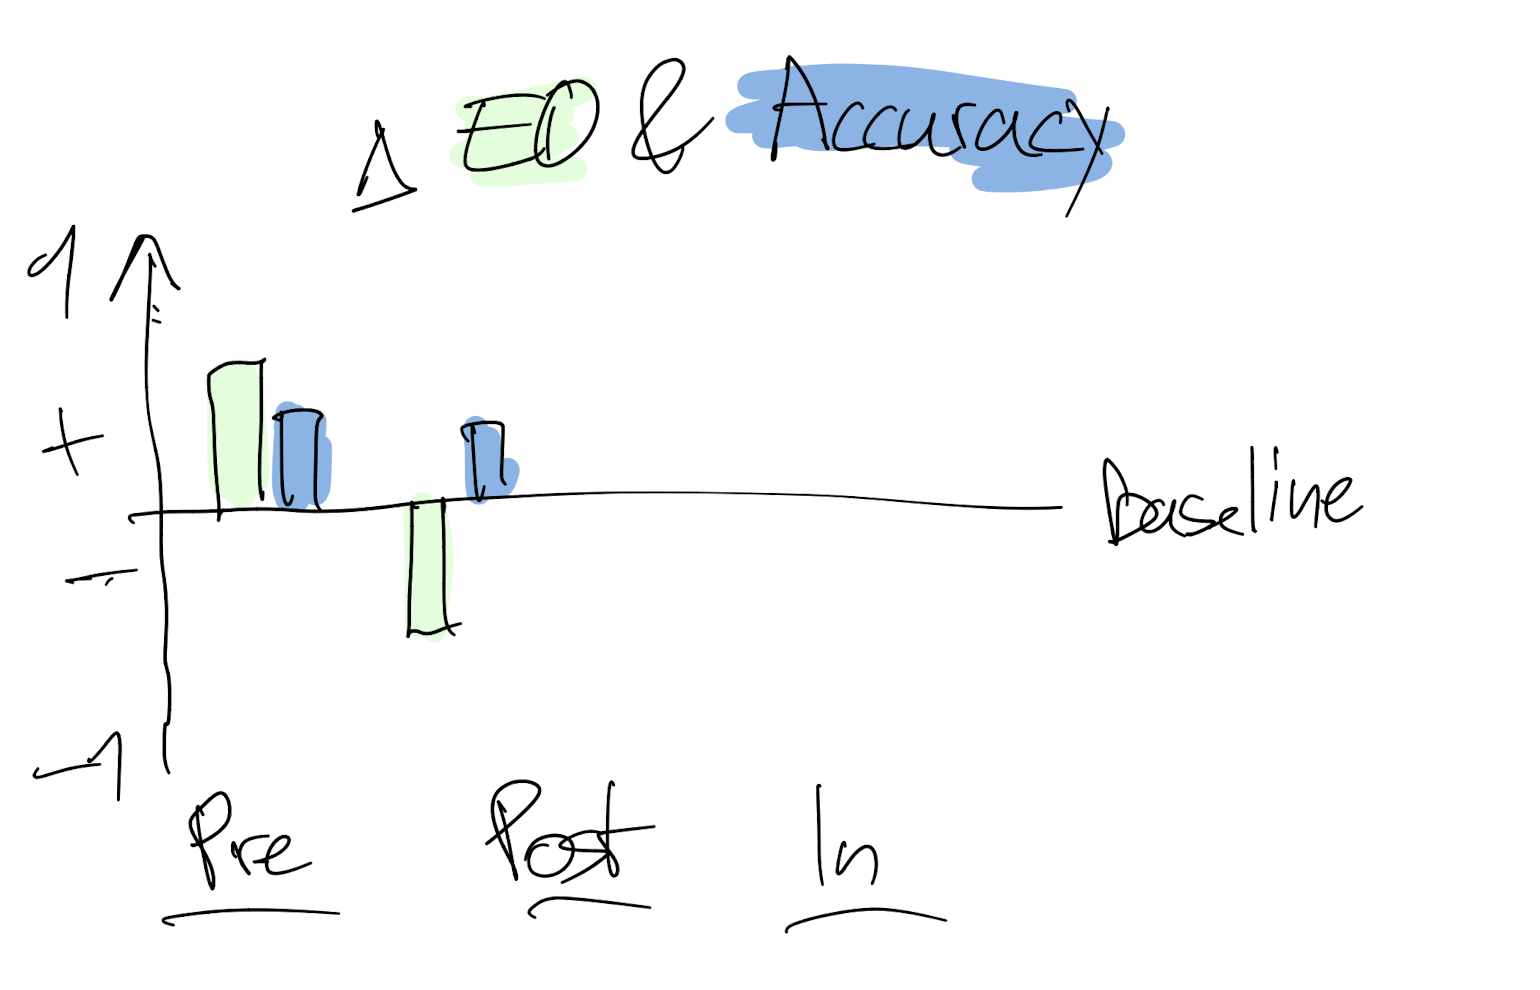 Δ EO & Accuracy
1
+
Baseline
-
-1
Pre Post In